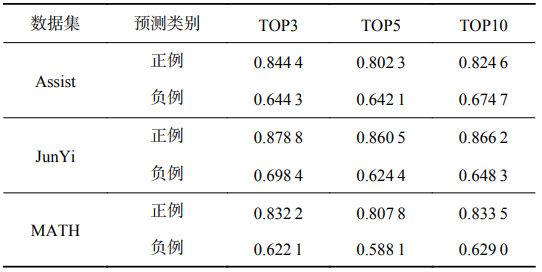 数据集 预测类别 TOP3 TOP5 TOP10
正例 0.844 4 0.802 3 0.824 6
Assist
负例 0.644 3 0.642 1 0.674 7
正例 0.878 8 0.860 5 0.866 2
JunYi
负例 0.698 4 0.624 4 0.648 3
正例 0.832 2 0.807 8 0.833 5
MATH
负例 0.622 1 0.588 1 0.629 0